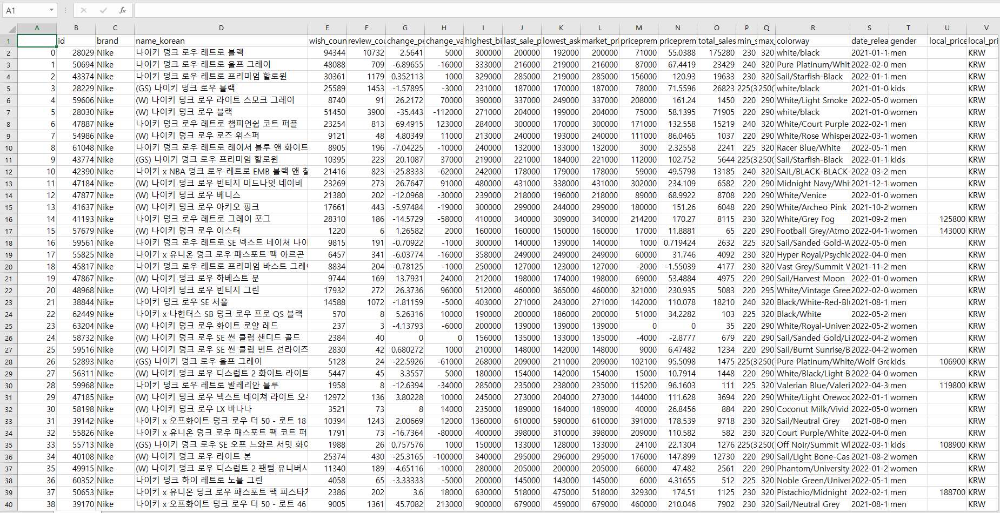 A1 fx
A B C D E F G H I J K L M N O P Q R S T U V
1 id brand name_korean wish_coun review_cou change_pe change_va highest_bi last_sale_p lowest_ask market_pri priceprem priceprem total_sales min_s max_ colorway date_relea gender local_price local_pri
2 0 28029 Nike 나이키 덩크 로우 레트로 블랙 94344 10732 2.5641 5000 300000 200000 192000 200000 71000 55.0388 175280 230 320 white/black 2021-01-1 men KRW
3 1 50694 Nike 나이키 덩크 로우 레트로 울프 그레이 48088 709 -6.89655 -16000 333000 216000 219000 216000 87000 67.4419 23429 240 320 Pure Platinum/Whit 2022-02-0 men KRW
4 2 43374 Nike 나이키 덩크 로우 레트로 프리미엄 할로윈 30361 1179 0.352113 1000 329000 285000 219000 285000 156000 120.93 19633 230 320 Sail/Starfish-Black 2022-01-1 men KRW
5 3 28229 Nike (GS) 나이키 덩크 로우 블랙 25589 1453 -1.57895 -3000 231000 187000 170000 187000 78000 71.5596 26823 225(3 250( white/black 2021-01-0 kids KRW
6 4 59606 Nike (W) 나이키 덩크 로우 라이트 스모크 그레이 8740 91 26.2172 70000 390000 337000 249000 337000 208000 161.24 1450 220 290 White/Light Smoke 2022-05-0 women KRW
7 5 28030 Nike (W) 나이키 덩크 로우 블랙 51450 3900 -35.443 -112000 271000 204000 199000 204000 75000 58.1395 71905 220 290 white/black 2021-01-0 women KRW
8 6 47887 Nike 나이키 덩크 로우 레트로 챔피언쉽 코트 퍼플 23254 813 69.4915 123000 284000 300000 170000 300000 171000 132.558 15219 240 320 White/Court Purple 2022-02-1 men KRW
9 7 54986 Nike (W) 나이키 덩크 로우 로즈 위스퍼 9121 48 4.80349 11000 213000 240000 193000 240000 111000 86.0465 1037 220 290 White/Rose Whispe 2022-03-1 women KRW
10 8 61048 Nike 나이키 덩크 로우 레트로 레이서 블루 앤 화이트 8905 196 -7.04225 -10000 240000 132000 133000 132000 3000 2.32558 2241 225 320 Racer Blue/White 2022-05-1 men KRW
11 9 43774 Nike (GS) 나이키 덩크 로우 프리미엄 할로윈 10395 223 20.1087 37000 219000 221000 184000 221000 112000 102.752 5644 225(3 250( Sail/Starfish-Black 2022-01-1 kids KRW
12 10 42390 Nike 나이키 x NBA 덩크 로우 레트로 EMB 블랙 앤 칠 21416 823 -25.8333 -62000 242000 178000 179000 178000 59000 49.5798 13185 240 320 SAIL/BLACK-BLACK- 2022-03-2 men KRW
13 11 47184 Nike (W) 나이키 덩크 로우 빈티지 미드나잇 네이비 23269 273 26.7647 91000 480000 431000 338000 431000 302000 234.109 6582 220 290 Midnight Navy/Whi 2021-12-1 women KRW
14 12 47877 Nike (W) 나이키 덩크 로우 베니스 21380 202 -12.0968 -30000 239000 218000 196000 218000 89000 68.9922 8708 220 290 White/Venice 2022-01-0 women KRW
15 13 41637 Nike (W) 나이키 덩크 로우 아키오 핑크 17661 443 -5.97484 -19000 300000 299000 244000 299000 180000 151.26 6048 220 290 White/Archeo Pink 2021-10-2 women KRW
16 14 41193 Nike 나이키 덩크 로우 레트로 그레이 포그 28310 186 -14.5729 -58000 410000 340000 309000 340000 214200 170.27 8115 230 320 White/Grey Fog 2021-09-2 men 125800 KRW
17 15 57679 Nike (W) 나이키 덩크 로우 이스터 1220 6 1.26582 2000 160000 160000 150000 160000 17000 11.8881 65 220 290 Football Grey/Atmo 2022-04-1 women 143000 KRW
18 16 59561 Nike 나이키 덩크 로우 레트로 SE 넥스트 네이쳐 나이 9815 191 -0.70922 -1000 300000 140000 139000 140000 1000 0.719424 2632 225 320 Sail/Sanded Gold-W 2022-05-0 men KRW
19 17 55825 Nike 나이키 x 유니온 덩크 로우 패스포트 팩 아르곤 6457 341 -6.03774 -16000 358000 249000 249000 249000 60000 31.746 4092 230 320 Hyper Royal/Psychic 2022-04-0 men KRW
20 18 45817 Nike 나이키 덩크 로우 레트로 프리미엄 바스트 그레이 8834 204 -0.78125 -1000 250000 127000 123000 127000 -2000 -1.55039 4177 230 320 Vast Grey/Summit W 2021-11-2 men KRW
21 19 47867 Nike (W) 나이키 덩크 로우 하베스트 문 9744 169 13.7931 24000 212000 198000 174000 198000 69000 53.4884 4975 220 290 Sail/Harvest Moon 2022-01-0 women KRW
22 20 48968 Nike (W) 나이키 덩크 로우 빈티지 그린 17932 272 26.3736 96000 512000 460000 365000 460000 321000 230.935 5083 220 295 White/Vintage Gree 2022-02-0 women KRW
23 21 38844 Nike 나이키 덩크 로우 SE 서울 14588 1072 -1.81159 -5000 403000 271000 243000 271000 142000 110.078 18210 240 320 Black/White-Red-Bl 2021-08-1 men KRW
24 22 62449 Nike 나이키 x 나헌터스 SB 덩크 로우 프로 QS 블랙 570 8 5.26316 10000 190000 200000 186000 200000 51000 34.2282 103 225 320 Black/White 2022-05-2 men KRW
25 23 63204 Nike (W) 나이키 덩크 로우 화이트 로얄 레드 237 3 -4.13793 -6000 200000 139000 139000 139000 0 0 35 220 290 White/Royal-Univers 2022-05-2 women KRW
26 24 58732 Nike (W) 나이키 덩크 로우 SE 썬 클럽 샌디드 골드 2384 40 0 0 156000 135000 133000 135000 -4000 -2.8777 679 220 290 Sail/Sanded Gold/Li 2022-04-2 women KRW
27 25 59516 Nike (W) 나이키 덩크 로우 SE 썬 클럽 번트 선라이즈 2830 42 0.680272 1000 210000 148000 142000 148000 9000 6.47482 1234 220 290 Sail/Burnt Sunrise/B 2022-04-2 women KRW
28 26 52893 Nike (GS) 나이키 덩크 로우 울프 그레이 5128 24 -22.5926 -61000 268000 209000 211000 209000 102100 95.5098 1475 225(3 250( Pure Platinum/White/Wolf Gre kids 106900 KRW
29 27 56311 Nike (W) 나이키 덩크 로우 디스럽트 2 화이트 라이트 5447 45 3.3557 5000 180000 154000 142000 154000 15000 10.7914 1448 220 290 White/Black/Light B 2022-04-0 women KRW
30 28 59968 Nike 나이키 덩크 로우 레트로 발레리안 블루 1958 8 -12.6394 -34000 285000 235000 238000 235000 115200 96.1603 111 225 320 Valerian Blue/Valeri 2022-04-3 men 119800 KRW
31 29 47185 Nike (W) 나이키 덩크 로우 넥스트 네이쳐 라이트 오우 12972 136 3.80228 10000 245000 273000 204000 273000 144000 111.628 3694 220 290 White/Light Orewoo 2022-01-1 women KRW
32 30 58198 Nike (W) 나이키 덩크 로우 LX 바나나 3521 73 8 14000 235000 189000 164000 189000 40000 26.8456 884 220 290 Coconut Milk/Vivid 2022-05-0 women KRW
33 31 39142 Nike 나이키 x 오프화이트 덩크 로우 더 50 - 로트 18 10394 1243 2.00669 12000 1360000 610000 590000 610000 391000 178.539 9718 230 320 Sail/Neutral Grey 2021-08-0 men KRW
34 32 55826 Nike 나이키 x 유니온 덩크 로우 패스포트 팩 코트 퍼 1791 73 -16.7364 -80000 400000 398000 310000 398000 209000 110.582 582 230 320 Court Purple/White 2022-04-0 men KRW
35 33 55713 Nike (GS) 나이키 덩크 로우 SE 오프 느와르 서밋 화이 1988 26 0.757576 1000 150000 133000 128000 133000 24100 22.1304 1276 225(3 250( Off Noir/Summit W 2022-03-1 kids 108900 KRW
36 34 40108 Nike (W) 나이키 덩크 로우 라이트 본 25374 430 -25.3165 -100000 340000 295000 296000 295000 176000 147.899 12730 220 290 Sail/Light Bone-Cas 2021-08-2 women KRW
37 35 49915 Nike (W) 나이키 덩크 로우 디스럽트 2 팬텀 유니버시 11340 189 -4.65116 -10000 280000 205000 200000 205000 66000 47.482 2561 220 290 Phantom/University 2022-01-2 women KRW
38 36 60352 Nike 나이키 덩크 하이 레트로 노블 그린 4058 65 -3.33333 -5000 200000 145000 143000 145000 6000 4.31655 512 225 320 Noble Green/Univer 2022-05-1 men KRW
39 37 50653 Nike 나이키 x 유니온 덩크 로우 패스포트 팩 피스타치 2386 202 3.6 18000 630000 518000 475000 518000 329300 174.51 1125 230 320 Pistachio/Midnight 2022-02-1 men 188700 KRW
40 38 39170 Nike 나이키 x 오프화이트 덩크 로우 더 50 - 로트 46 9005 1361 45.7082 213000 900000 679000 459000 679000 460000 210.046 7902 230 320 Sail/Neutral Grey 2021-08-1 men KRW